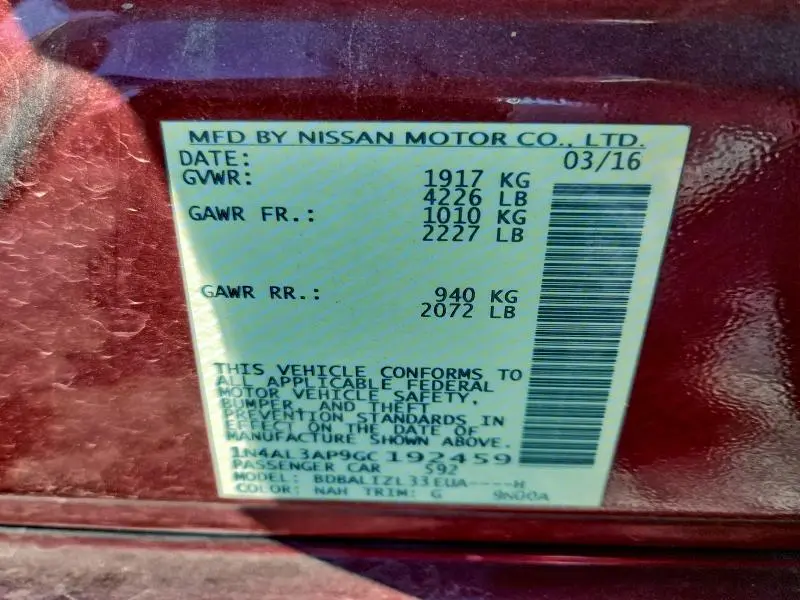 MFD BY NISSAN MOTOR CO., LTD.
DATE: 03/16
GVWR: 1917 KG
4226 LB
GAWR FR.: 1010 KG
2227 LB
GAWR RR.: 940 KG
2072 LB
THIS VEHICLE CONFORMS TO
ALL APPLICABLE FEDERAL
MOTOR VEHICLE SAFETY,
BUMPER, AND THEFT
PREVENTION STANDARDS IN
EFFECT ON THE DATE OF
MANUFACTURE SHOWN ABOVE.
1N4AL3AP9GC192459
PASSENGER CAR 592
MODEL: BDBALIZL33EUA----H
COLOR: NAH TRIM: G 9N00A